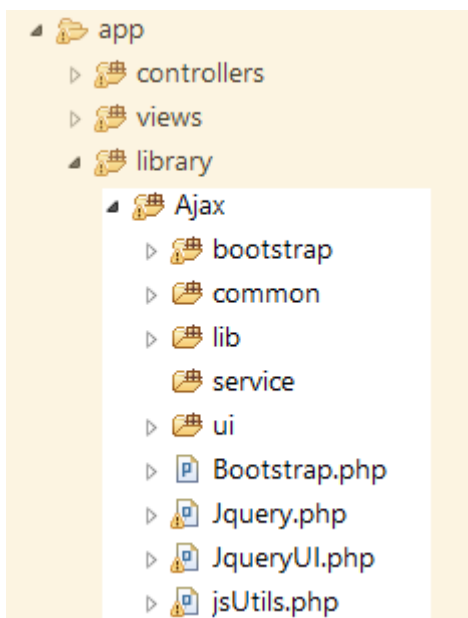 app
controllers
views
library
Ajax
bootstrap
common
lib
service
ui
Bootstrap.php
Jquery.php
JqueryUI.php
jsUtils.php